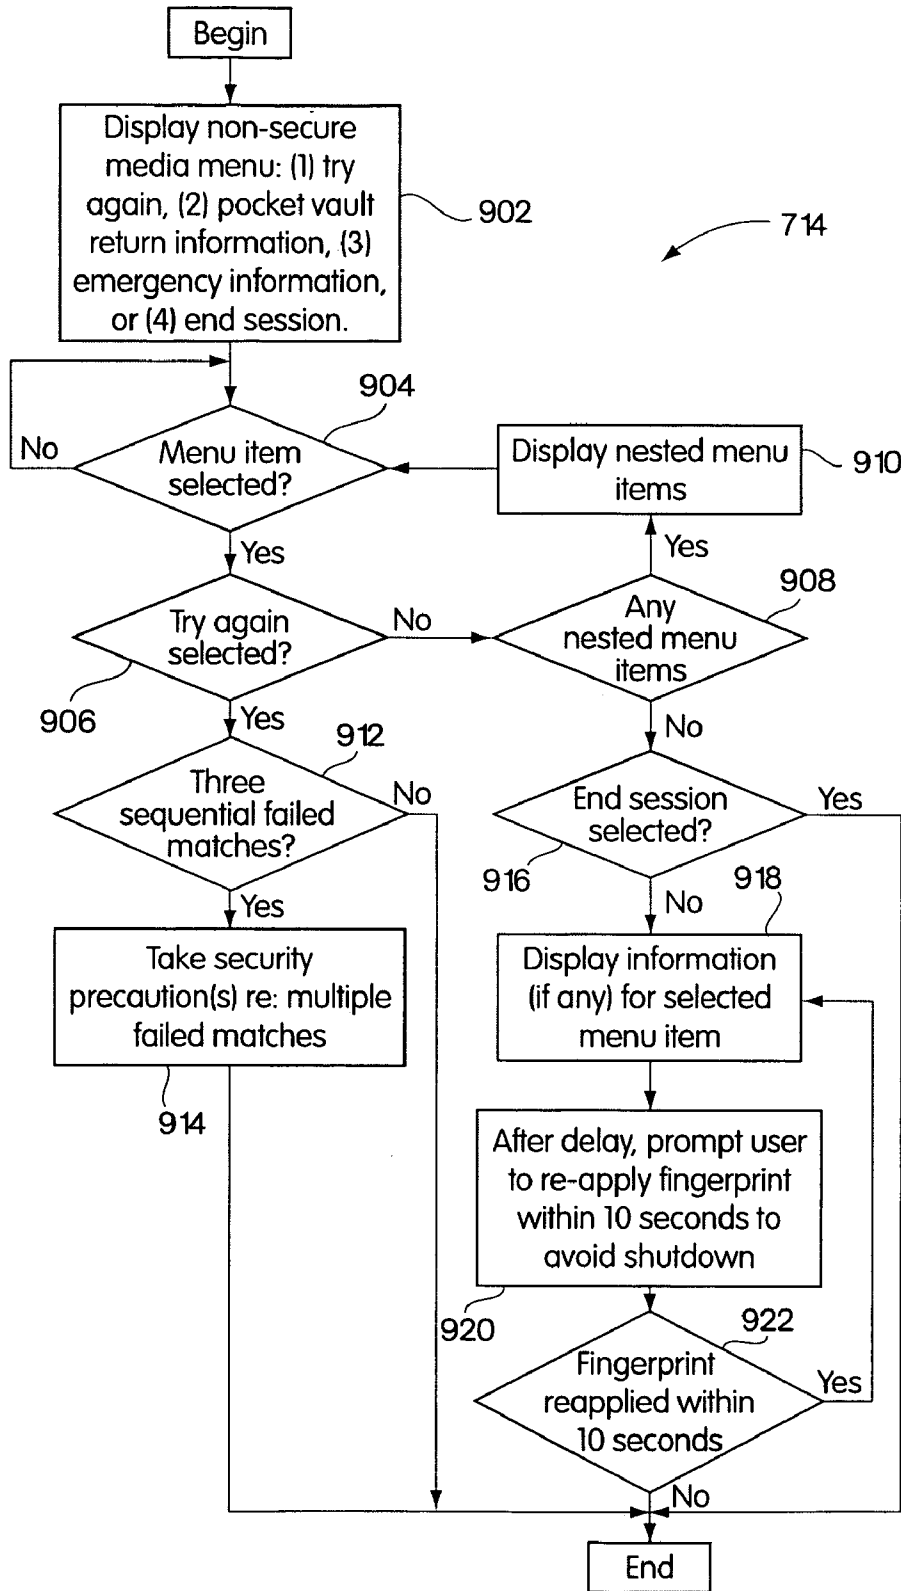 Begin
Display non-secure
media menu: (1) try
again, (2) pocket vault
return information, (3)
emergency information,
or (4) end session.
902
714
904
No
Menu item
selected?
Display nested menu
items
910
Yes
Yes
908
Try again
selected?
No
Any
nested menu
items
906
Yes
No
912
Three
sequential failed
matches?
No
End session
selected?
Yes
916
918
Yes
No
Take security
precaution(s) re: multiple
failed matches
Display information
(if any) for selected
menu item
914
After delay, prompt user
to re-apply fingerprint
within 10 seconds to
avoid shutdown
920
922
Fingerprint
reapplied within
10 seconds
Yes
No
End